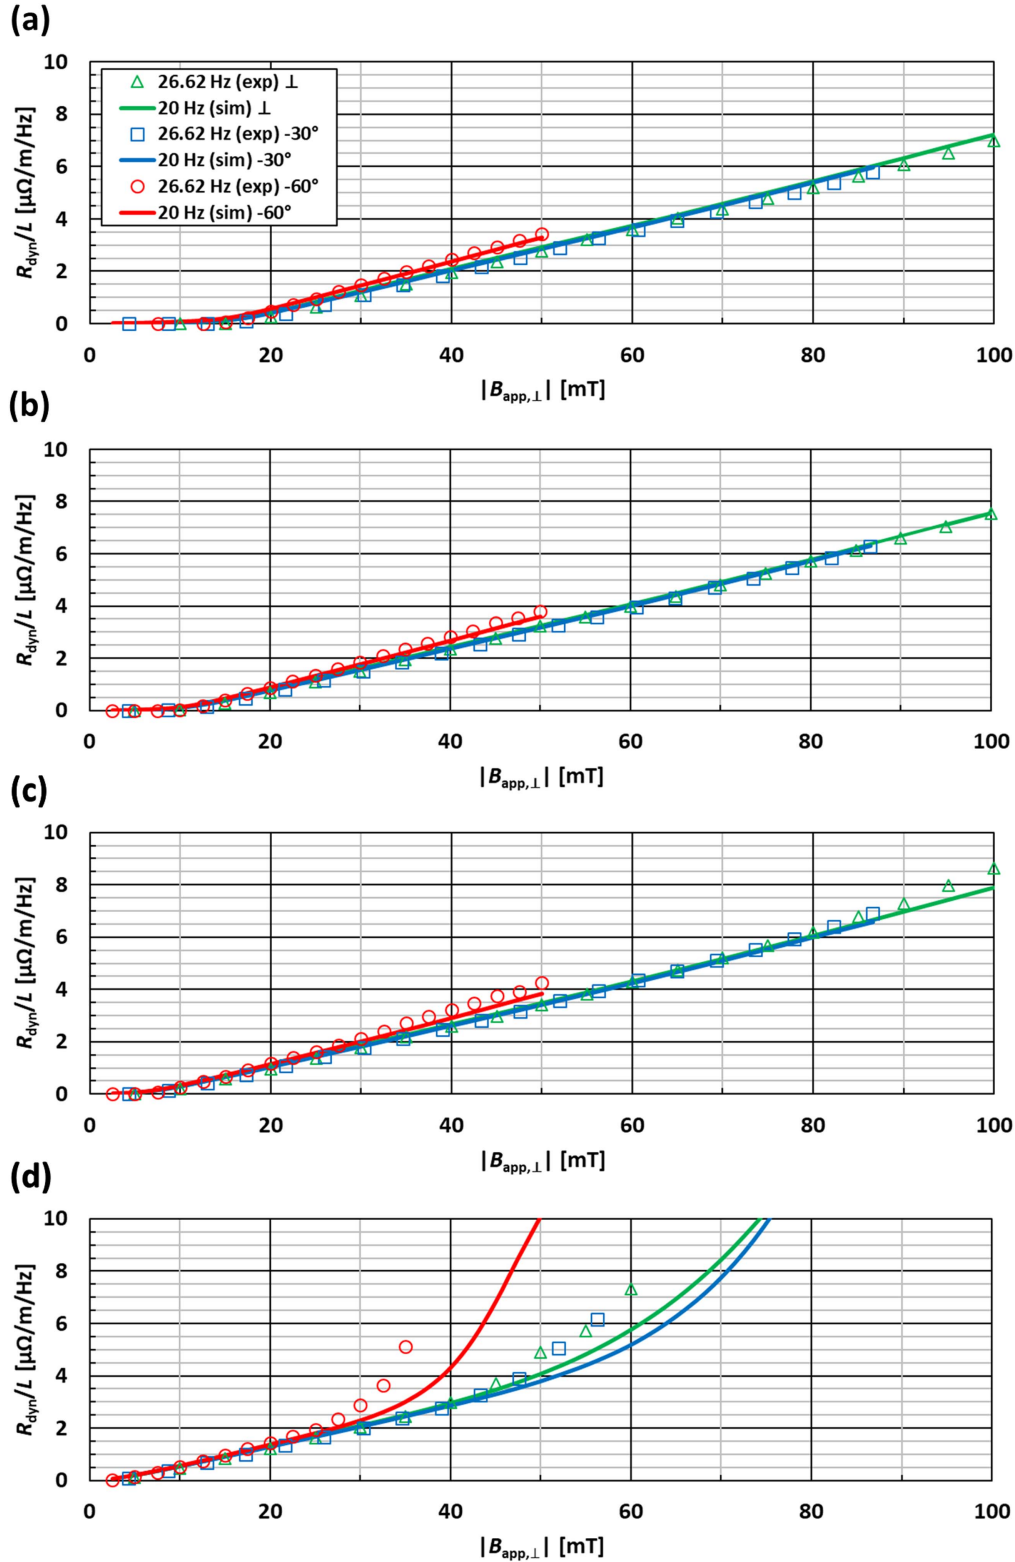 (a)
10
8
6
4
2
0
R_dyn/L [μΩ/m/Hz]
26.62 Hz (exp) ⊥
20 Hz (sim) ⊥
26.62 Hz (exp) -30°
20 Hz (sim) -30°
26.62 Hz (exp) -60°
20 Hz (sim) -60°
0 20 40 60 80 100
|B_app,⊥| [mT]
(b)
10
8
6
4
2
0
R_dyn/L [μΩ/m/Hz]
0 20 40 60 80 100
|B_app,⊥| [mT]
(c)
10
8
6
4
2
0
R_dyn/L [μΩ/m/Hz]
0 20 40 60 80 100
|B_app,⊥| [mT]
(d)
10
8
6
4
2
0
R_dyn/L [μΩ/m/Hz]
0 20 40 60 80 100
|B_app,⊥| [mT]